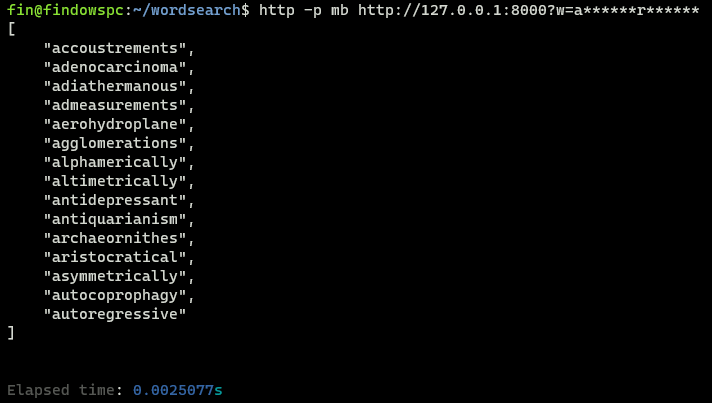 fin@findowspc:~/wordsearch$ http -p mb http://127.0.0.1:8000?w=a******r******
[
    "accoustrements",
    "adenocarcinoma",
    "adiathermanous",
    "admeasurements",
    "aerohydroplane",
    "agglomerations",
    "alphamerically",
    "altimetrically",
    "antidepressant",
    "antiquarianism",
    "archaeornithes",
    "aristocratical",
    "asymmetrically",
    "autocoprophagy",
    "autoregressive"
]
Elapsed time: 0.0025077s